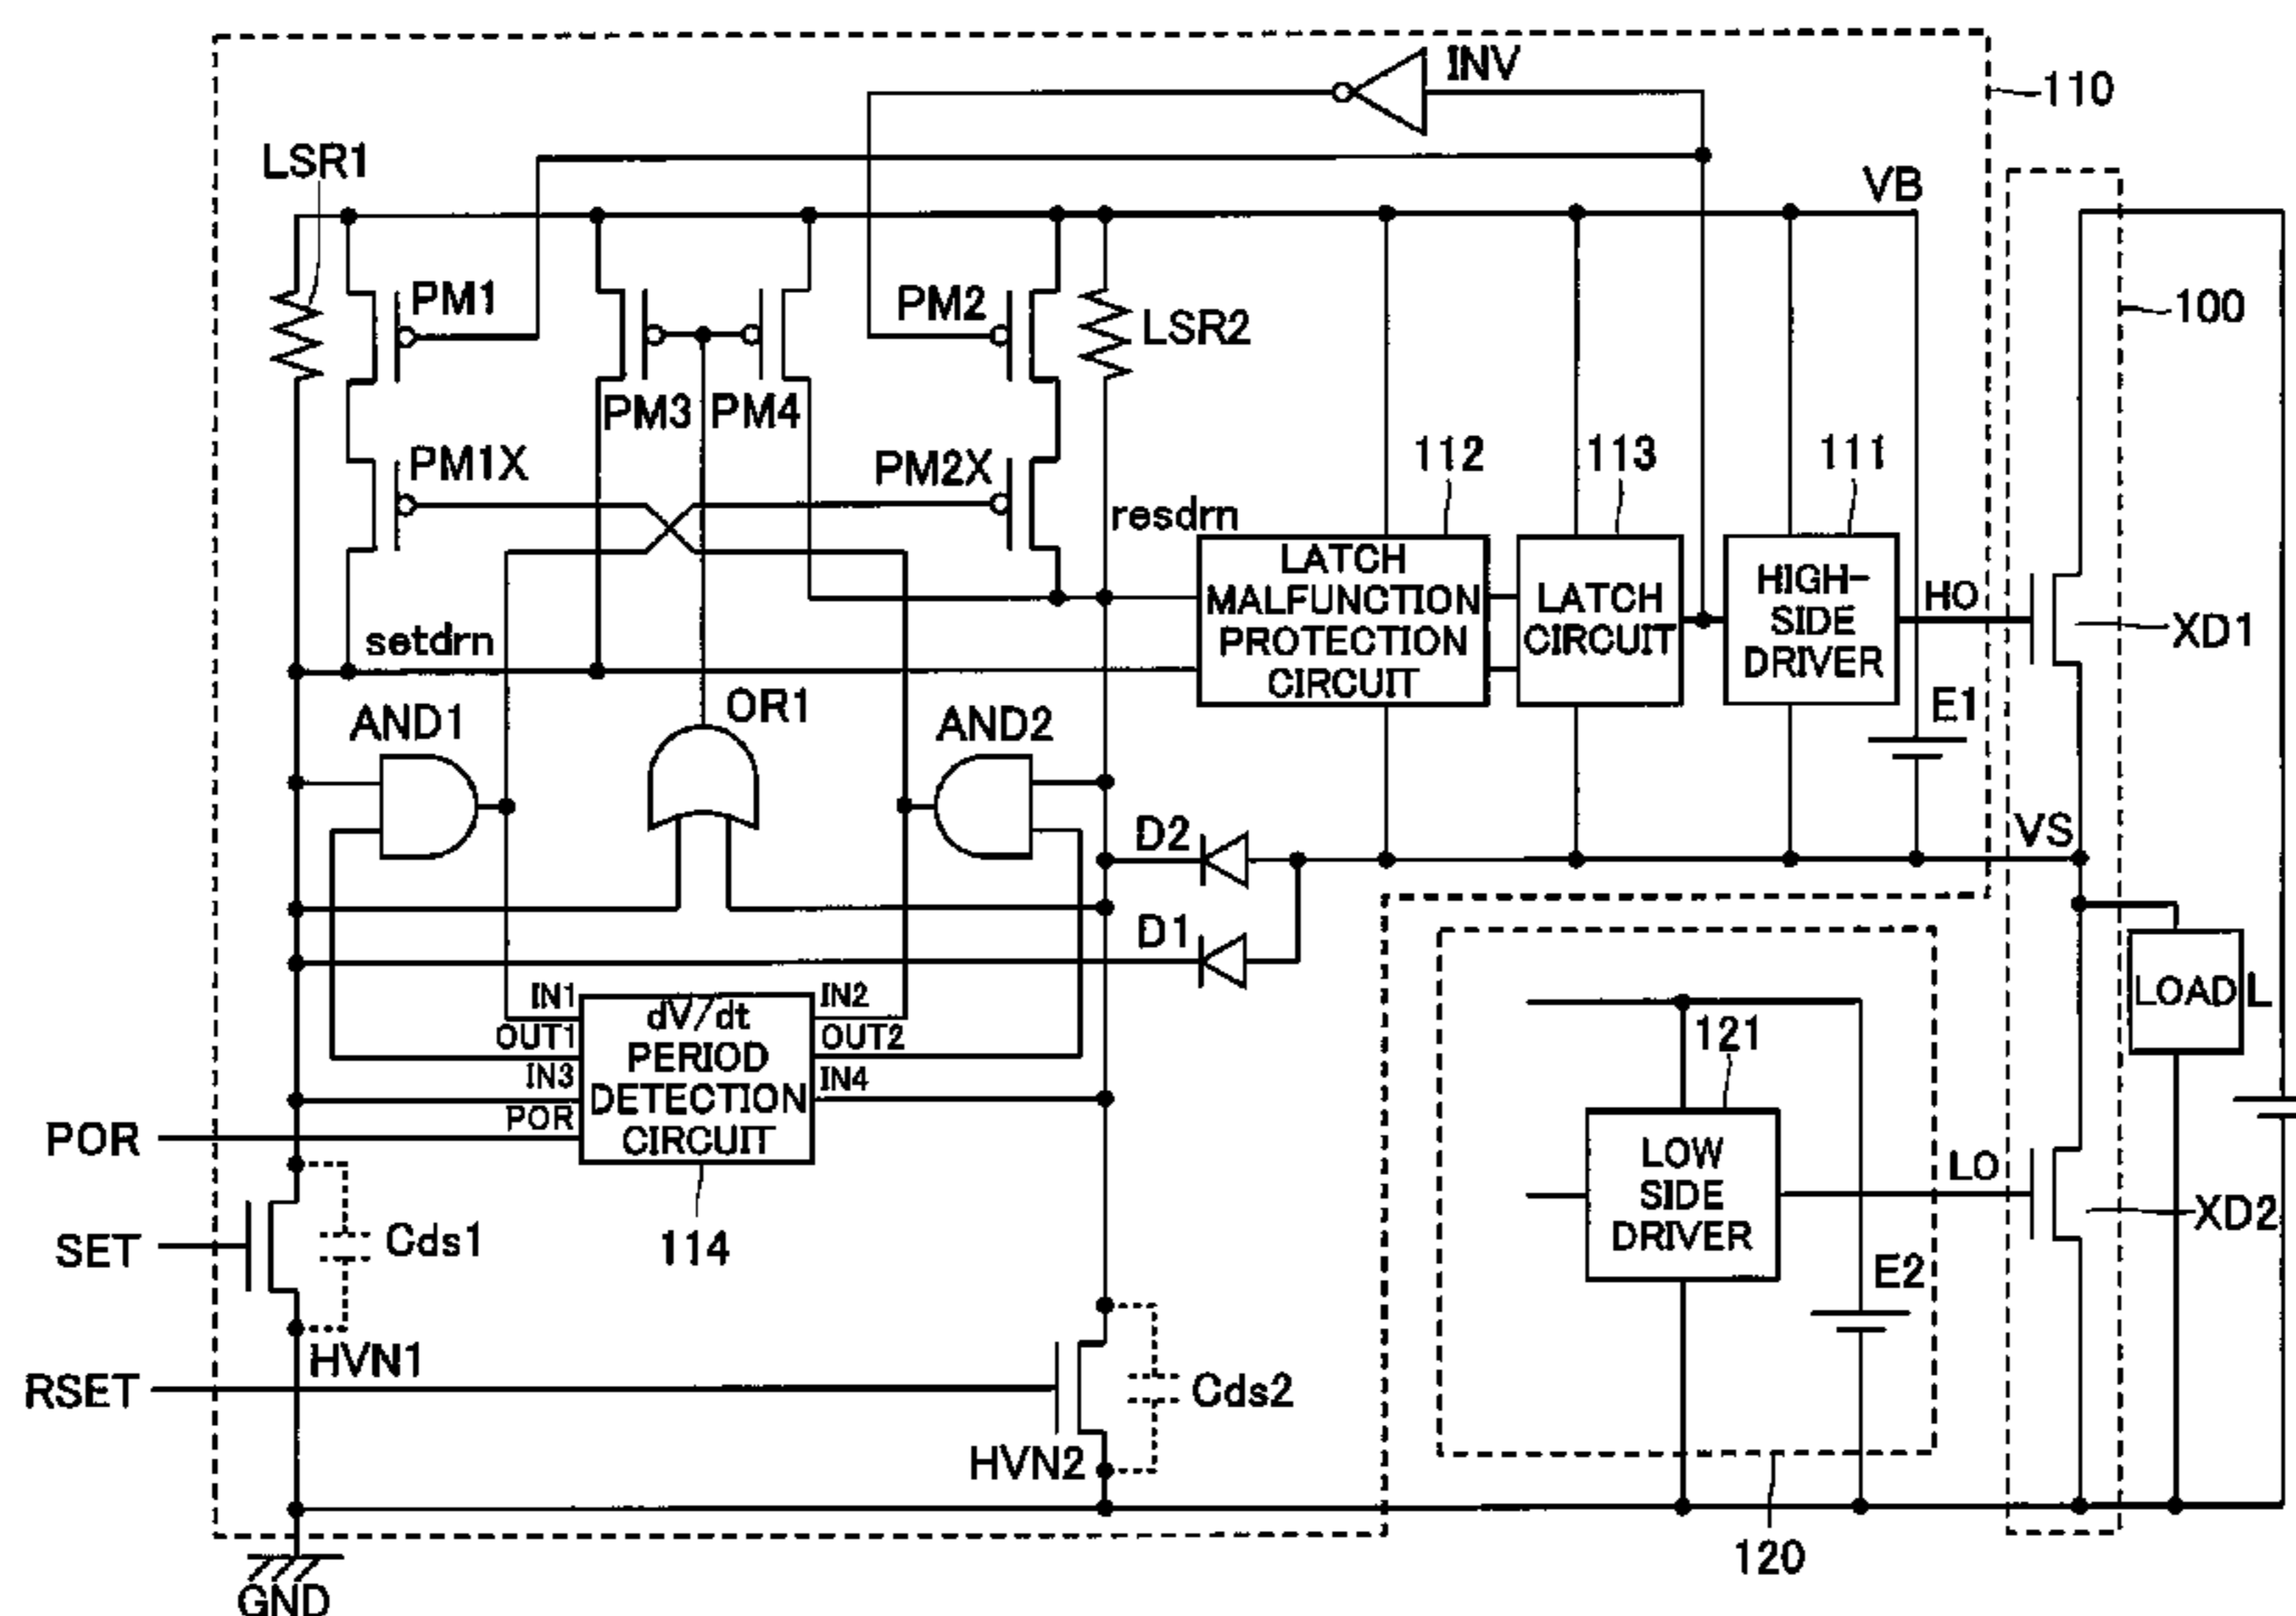 INV
110
LSR1
VB
PM1
PM2
LSR2
100
PM3
PM4
PM1X
PM2X
112
113
111
resdrn
LATCH
MALFUNCTION
PROTECTION
CIRCUIT
LATCH
CIRCUIT
HIGH-
SIDE
DRIVER
HO
XD1
setdrn
AND1
OR1
AND2
E1
D2
VS
D1
LOAD
L
IN1
OUT1
IN3
POR
dV/dt
PERIOD
DETECTION
CIRCUIT
IN2
OUT2
IN4
121
POR
LOW
SIDE
DRIVER
LO
XD2
SET
Cds1
114
E2
HVN1
RSET
Cds2
HVN2
120
GND